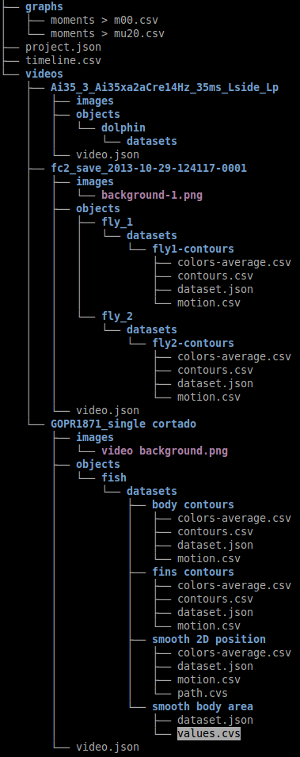 graphs
moments > m00.csv
moments > mu20.csv
project.json
timeline.csv
videos
Ai35_3_Ai35xa2aCre14Hz_35ms_Lside_Lp
images
objects
dolphin
datasets
video.json
fc2_save_2013-10-29-124117-0001
images
background-1.png
objects
fly_1
datasets
fly1-contours
colors-average.csv
contours.csv
dataset.json
motion.csv
fly_2
datasets
fly2-contours
colors-average.csv
contours.csv
dataset.json
motion.csv
video.json
GOPR1871_single cortado
images
video background.png
objects
fish
datasets
body contours
colors-average.csv
contours.csv
dataset.json
motion.csv
fins contours
colors-average.csv
contours.csv
dataset.json
motion.csv
smooth 2D position
colors-average.csv
dataset.json
motion.csv
path.cvs
smooth body area
dataset.json
values.cvs
video.json